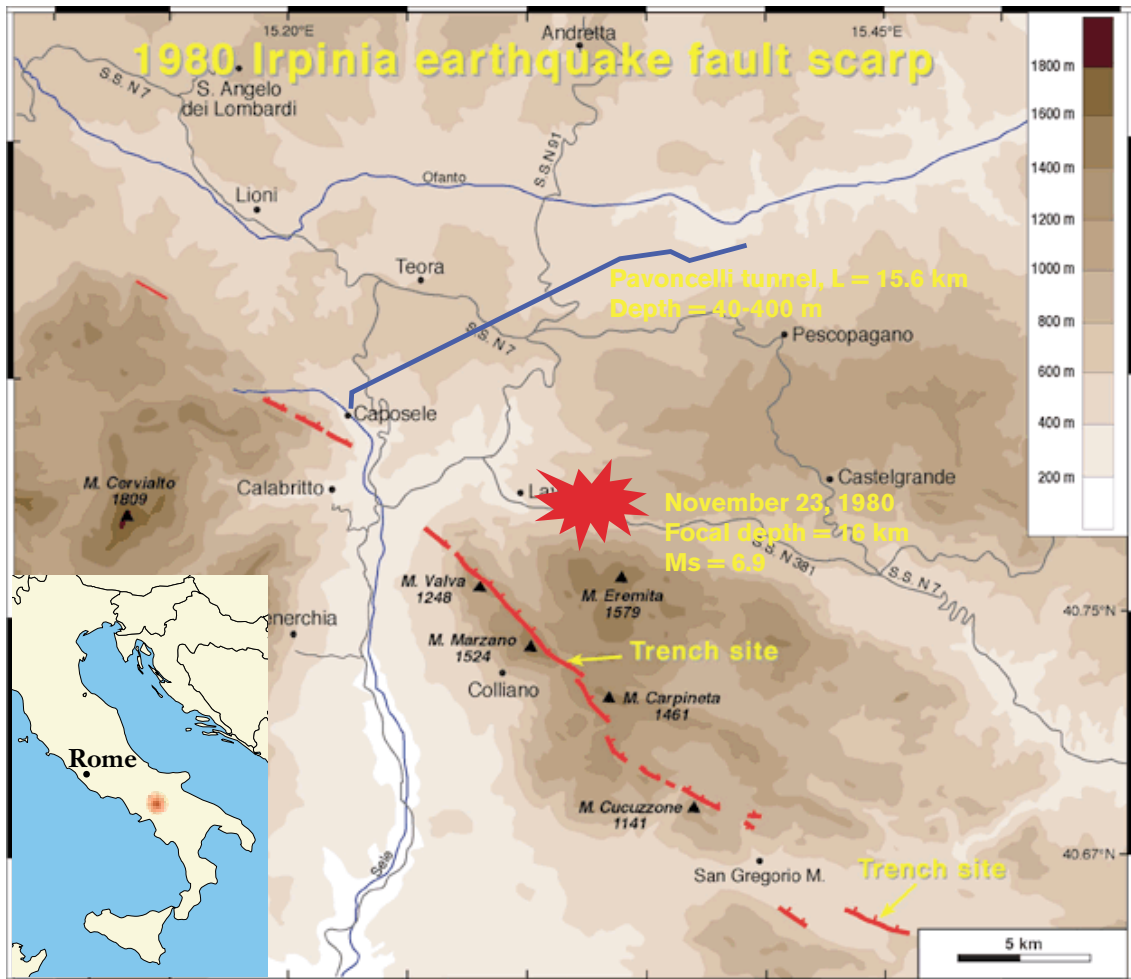 15.20°E
Andretta
15.45°E
1980 Irpinia earthquake fault scarp
S.S. N 7
S. Angelo
dei Lombardi
1800 m
1600 m
1400 m
1200 m
1000 m
800 m
600 m
400 m
200 m
S.S.N 91
Ofanto
Lioni
Teora
Pavoncelli tunnel, L = 15.6 km
Depth = 40-400 m
S.S. N 7
Pescopagano
Caposele
M. Cervialto
1809
Calabritto
Castelgrande
November 23, 1980
Focal depth = 16 km
Ms = 6.9
S.S. N 381
S.S. N 7
M. Valva
1248
M. Eremita
1579
40.75°N
M. Marzano
1524
Trench site
Colliano
M. Carpineta
1461
Rome
M. Cucuzzone
1141
Sele
40.67°N
San Gregorio M.
Trench site
5 km